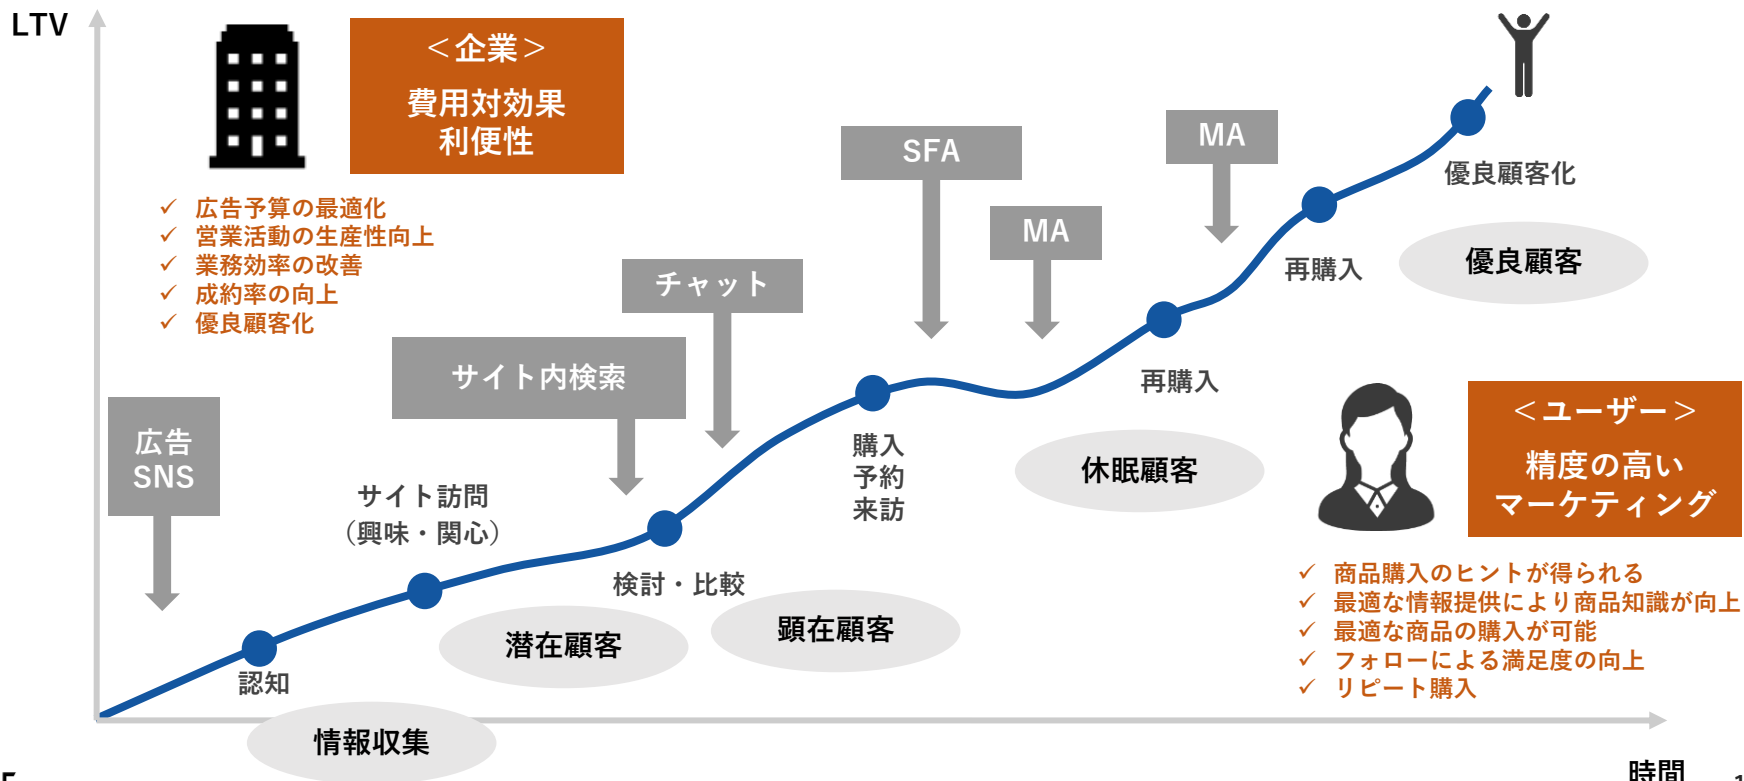 LTV
＜企業＞
費用対効果
利便性
✓ 広告予算の最適化
✓ 営業活動の生産性向上
✓ 業務効率の改善
✓ 成約率の向上
✓ 優良顧客化
広告
SNS
サイト内検索
チャット
SFA
MA
MA
認知
サイト訪問
（興味・関心）
検討・比較
購入
予約
来訪
再購入
再購入
優良顧客化
情報収集
潜在顧客
顕在顧客
休眠顧客
優良顧客
＜ユーザー＞
精度の高い
マーケティング
✓ 商品購入のヒントが得られる
✓ 最適な情報提供により商品知識が向上
✓ 最適な商品の購入が可能
✓ フォローによる満足度の向上
✓ リピート購入
時間